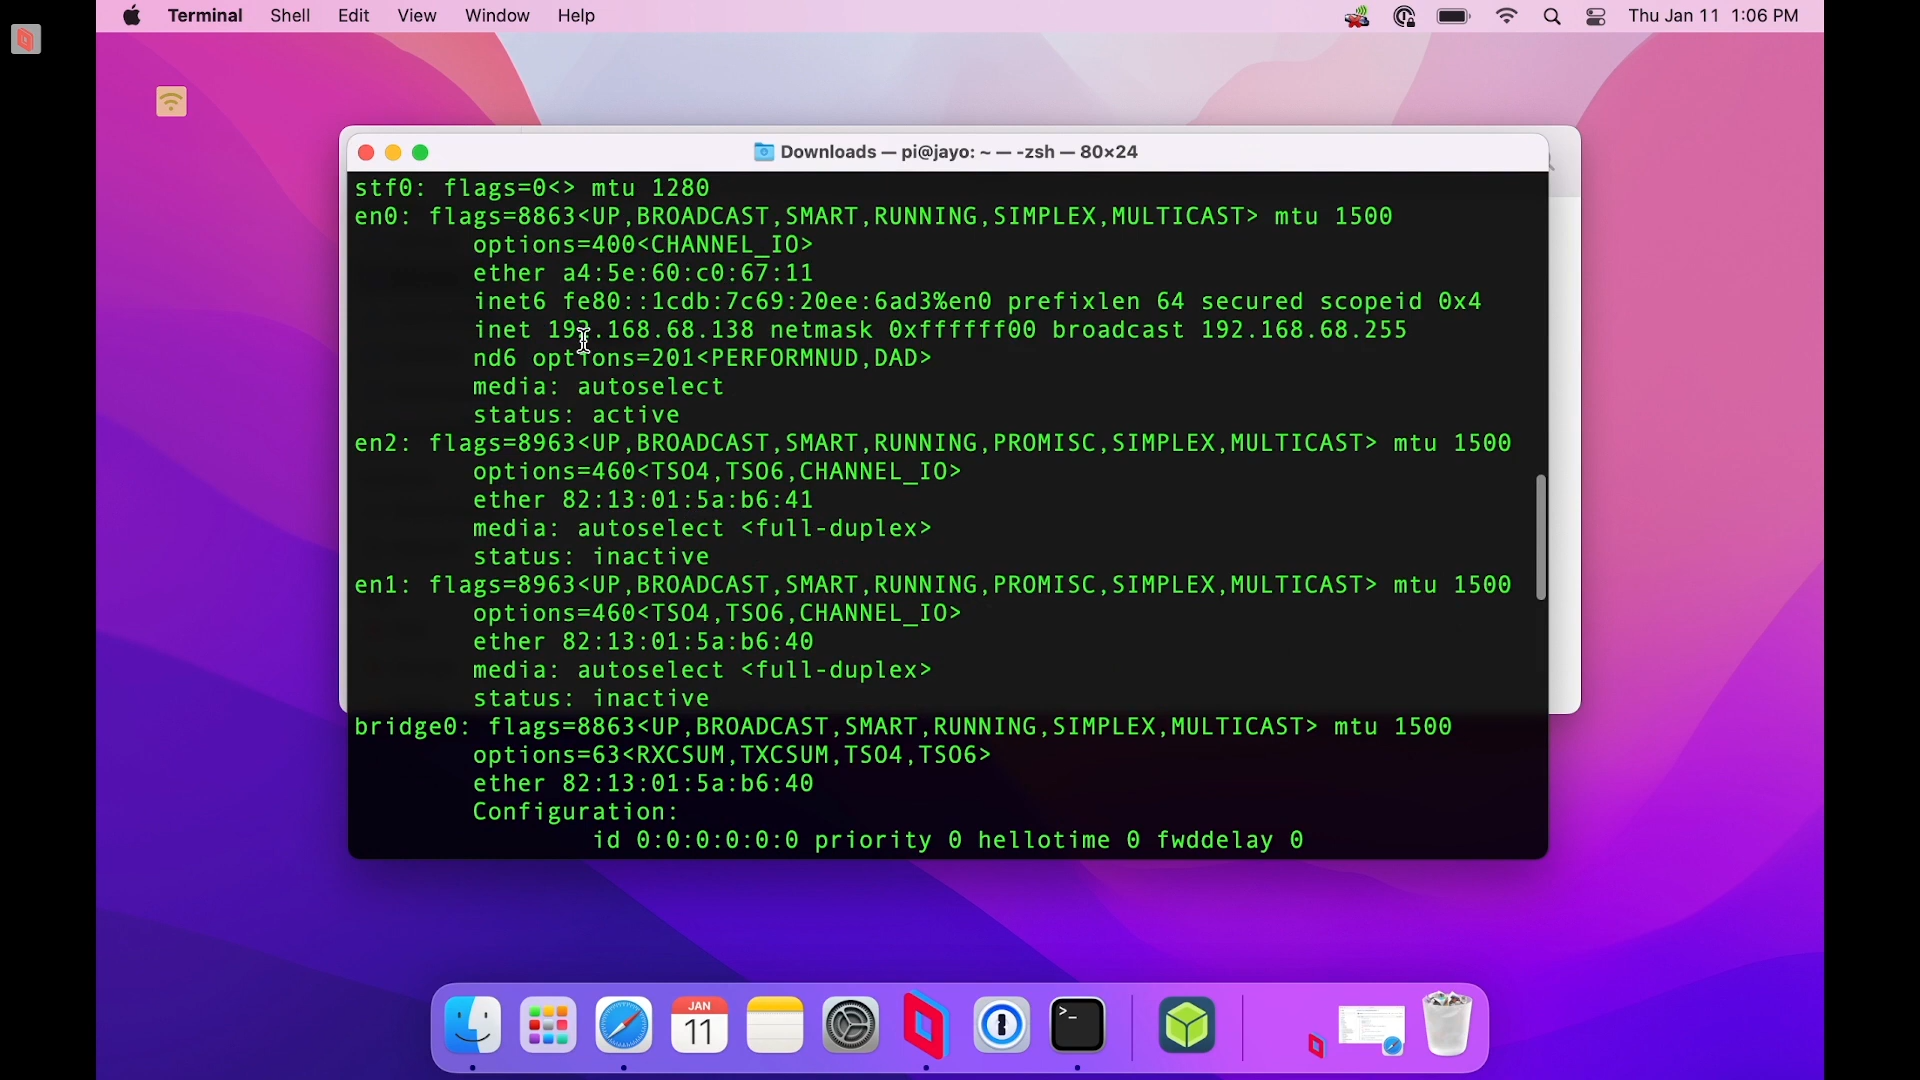 Terminal Shell Edit View Window Help Thu Jan 11 1:06 PM
Downloads — pi@jayo: ~ — -zsh — 80×24
stf0: flags=0<> mtu 1280
en0: flags=8863<UP,BROADCAST,SMART,RUNNING,SIMPLEX,MULTICAST> mtu 1500
options=400<CHANNEL_IO>
ether a4:5e:60:c0:67:11
inet6 fe80::1cdb:7c69:20ee:6ad3%en0 prefixlen 64 secured scopeid 0x4
inet 192.168.68.138 netmask 0xffffff00 broadcast 192.168.68.255
nd6 options=201<PERFORMNUD,DAD>
media: autoselect
status: active
en2: flags=8963<UP,BROADCAST,SMART,RUNNING,PROMISC,SIMPLEX,MULTICAST> mtu 1500
options=460<TSO4,TSO6,CHANNEL_IO>
ether 82:13:01:5a:b6:41
media: autoselect <full-duplex>
status: inactive
en1: flags=8963<UP,BROADCAST,SMART,RUNNING,PROMISC,SIMPLEX,MULTICAST> mtu 1500
options=460<TSO4,TSO6,CHANNEL_IO>
ether 82:13:01:5a:b6:40
media: autoselect <full-duplex>
status: inactive
bridge0: flags=8863<UP,BROADCAST,SMART,RUNNING,SIMPLEX,MULTICAST> mtu 1500
options=63<RXCSUM,TXCSUM,TSO4,TSO6>
ether 82:13:01:5a:b6:40
Configuration:
id 0:0:0:0:0:0 priority 0 hellotime 0 fwddelay 0
JAN
11
>_